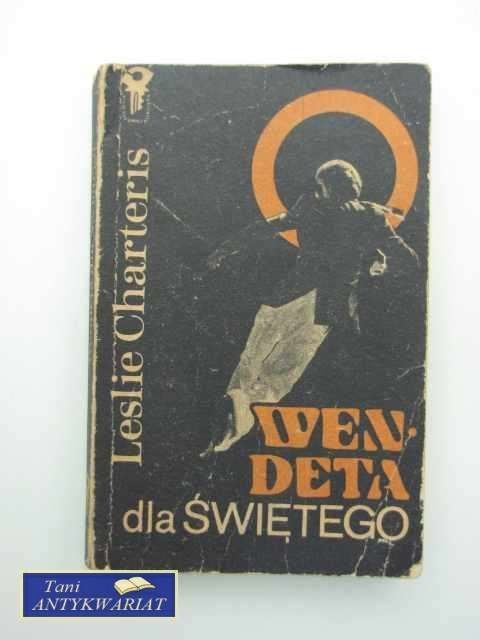 Leslie Charteris
WEN-
DETA
dla ŚWIĘTEGO
Tani
ANTYKWARIAT